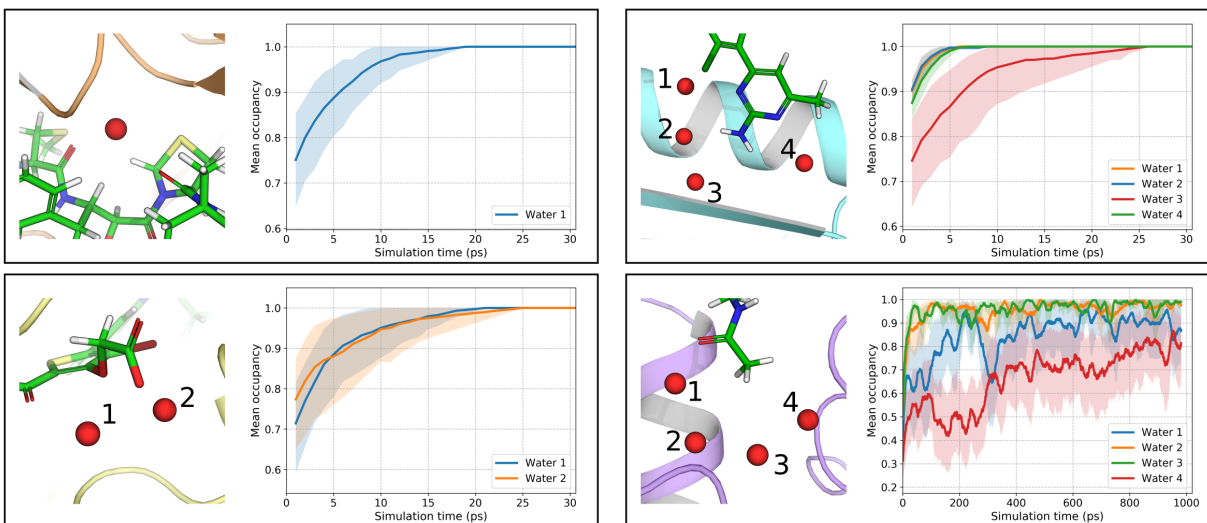 1.0
0.9
0.8
0.7
0.6
Mean occupancy
0 5 10 15 20 25 30
Simulation time (ps)
Water 1
1
2
3
4
1.0
0.9
0.8
0.7
0.6
Mean occupancy
0 5 10 15 20 25 30
Simulation time (ps)
Water 1
Water 2
Water 3
Water 4
1
2
1.0
0.9
0.8
0.7
0.6
Mean occupancy
0 5 10 15 20 25 30
Simulation time (ps)
Water 1
Water 2
1
2
3
4
1.0
0.9
0.8
0.7
0.6
0.5
0.4
0.3
0.2
Mean occupancy
0 200 400 600 800 1000
Simulation time (ps)
Water 1
Water 2
Water 3
Water 4